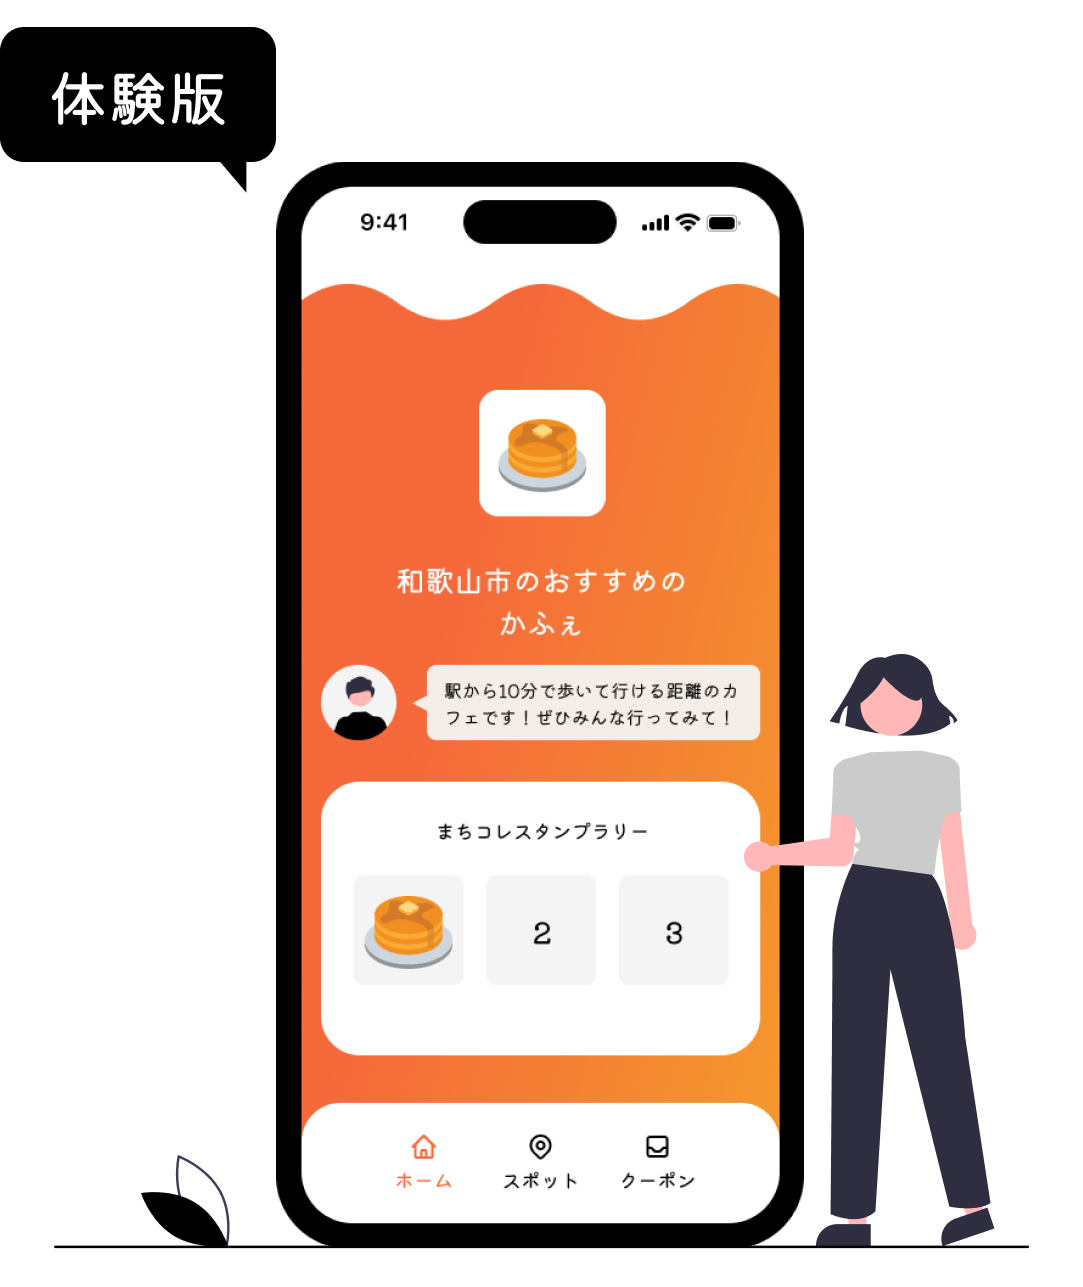 体験版
9:41
和歌山市のおすすめの
かふぇ
駅から10分で歩いて行ける距離のカ
フェです！ぜひみんな行ってみて！
まちコレスタンプラリー
2
3
ホーム
スポット
クーポン